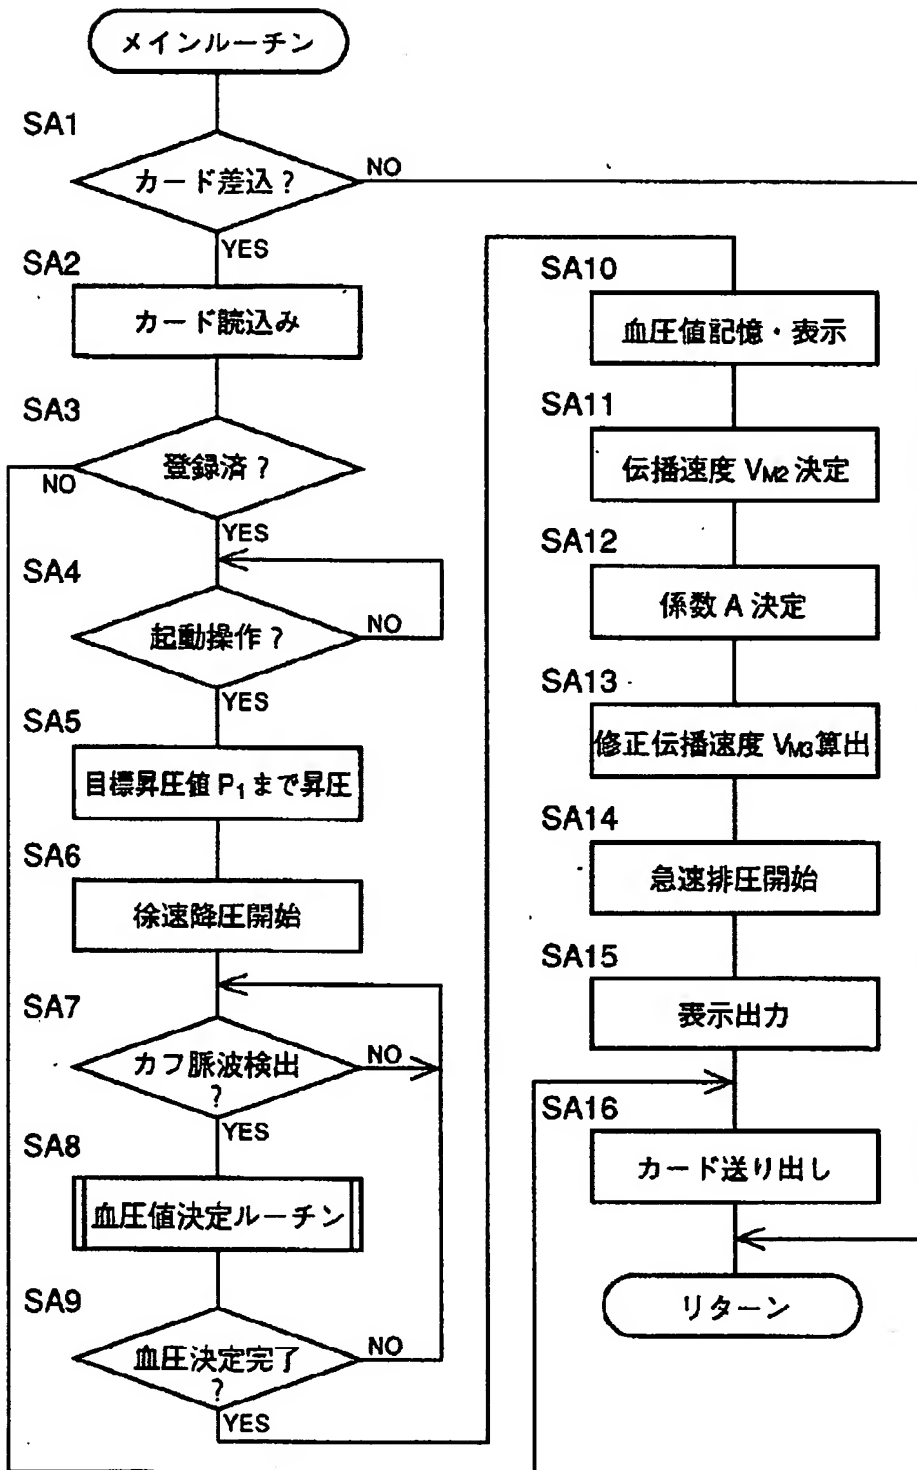 メインルーチン
SA1
カード差込？
NO
YES
SA2
カード読込み
SA3
登録済？
NO
YES
SA4
起動操作？
NO
YES
SA5
目標昇圧値 P1 まで昇圧
SA6
徐速降圧開始
SA7
カフ脈波検出
？
NO
YES
SA8
血圧値決定ルーチン
SA9
血圧決定完了
？
NO
YES
SA10
血圧値記憶・表示
SA11
伝播速度 VM2 決定
SA12
係数 A 決定
SA13
修正伝播速度 VM3 算出
SA14
急速排圧開始
SA15
表示出力
SA16
カード送り出し
リターン